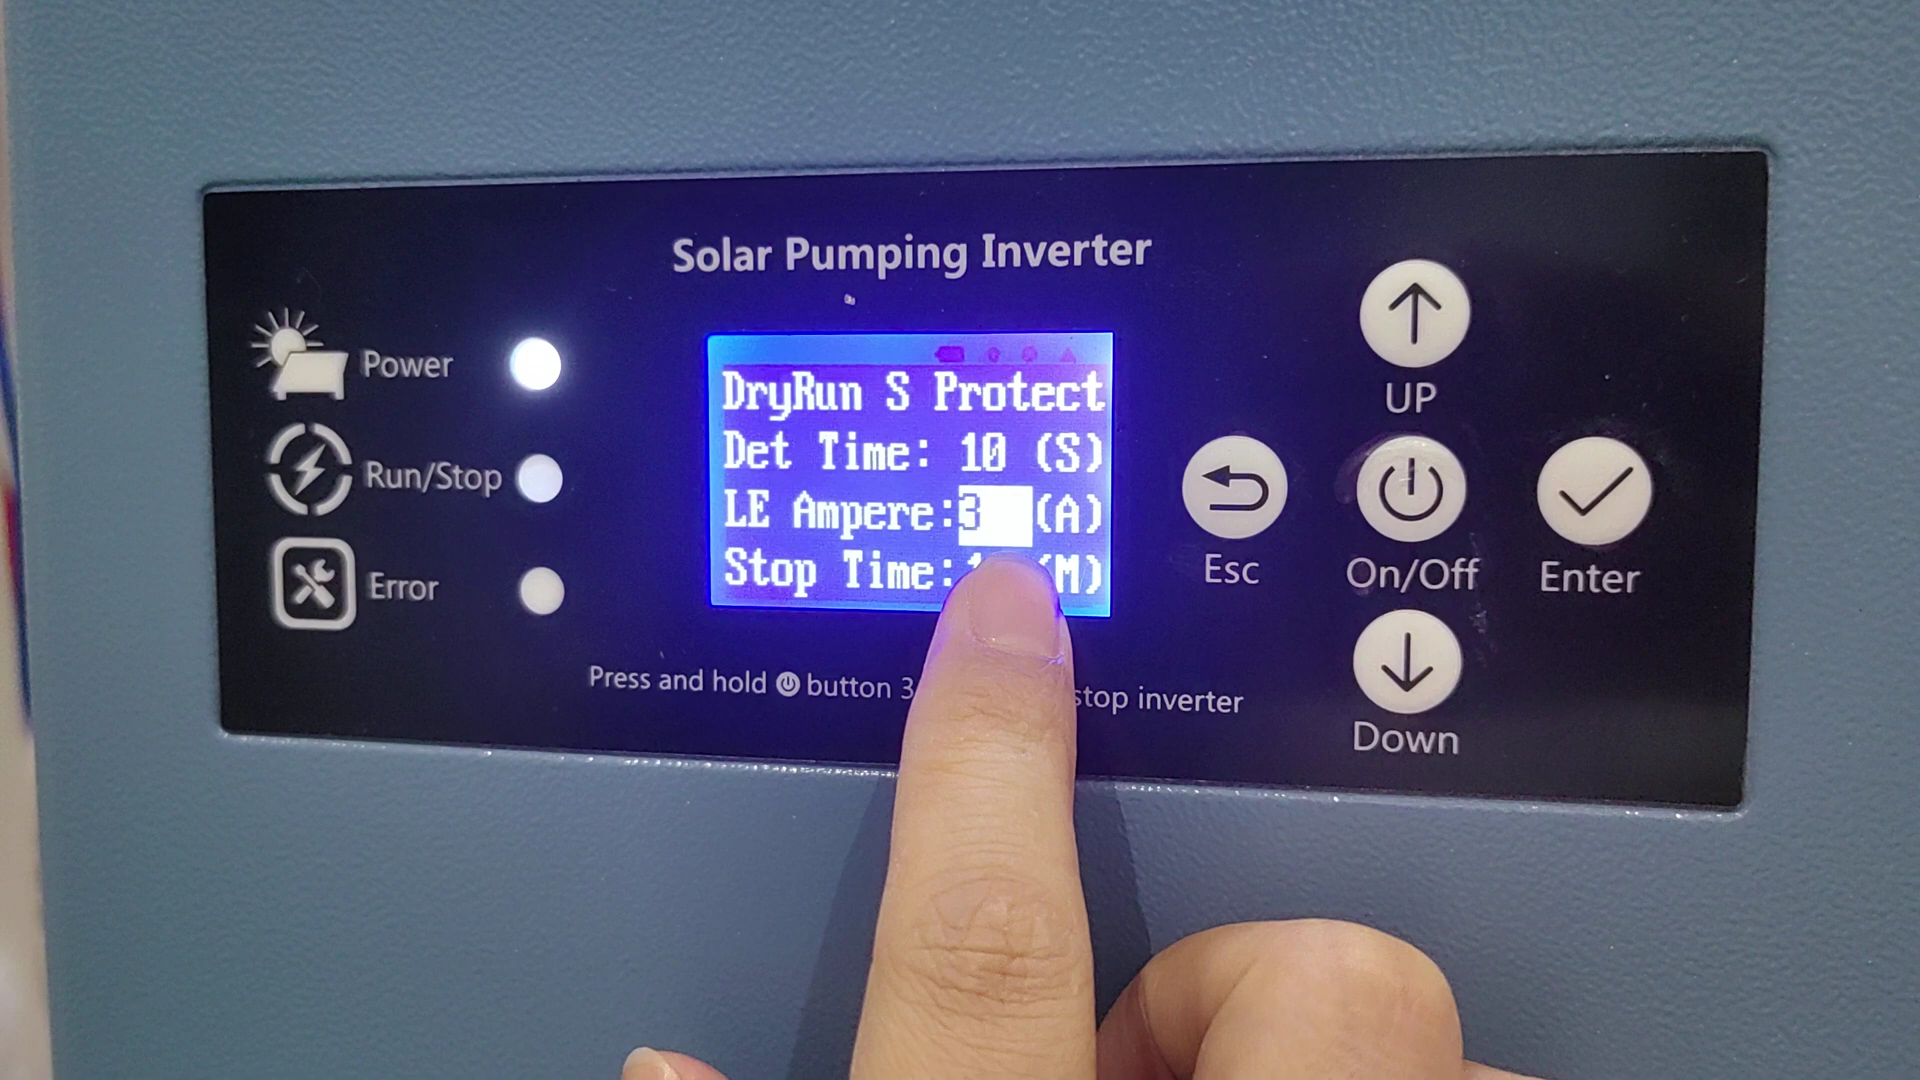 Solar Pumping Inverter
Power
Run/Stop
Error
DryRun S Protect
Det Time: 10 (S)
LE Ampere:3 (A)
Stop Time: (M)
UP
Esc
On/Off
Enter
Down
Press and hold button 3
stop inverter